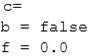 c=
b = false
f = 0.0